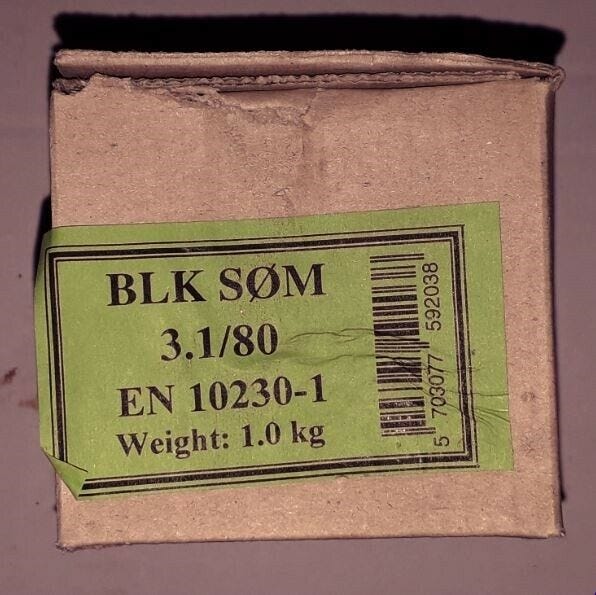 BLK SØM
3.1/80
EN 10230-1
Weight: 1.0 kg
5 703077 592038